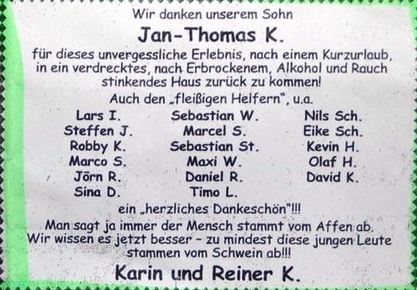 Wir danken unserem Sohn
Jan-Thomas K.
für dieses unvergessliche Erlebnis, nach einem Kurzurlaub,
in ein verdrecktes, nach Erbrockenem, Alkohol und Rauch
stinkendes Haus zurück zu kommen!
Auch den „fleißigen Helfern", u.a.
Lars I. Sebastian W. Nils Sch.
Steffen J. Marcel S. Eike Sch.
Robby K. Sebastian St. Kevin H.
Marco S. Maxi W. Olaf H.
Jörn R. Daniel R. David K.
Sina D. Timo L.
ein „herzliches Dankeschön"!!!
Man sagt ja immer der Mensch stammt vom Affen ab.
Wir wissen es jetzt besser – zu mindest diese jungen Leute
stammen vom Schwein ab!!!
Karin und Reiner K.